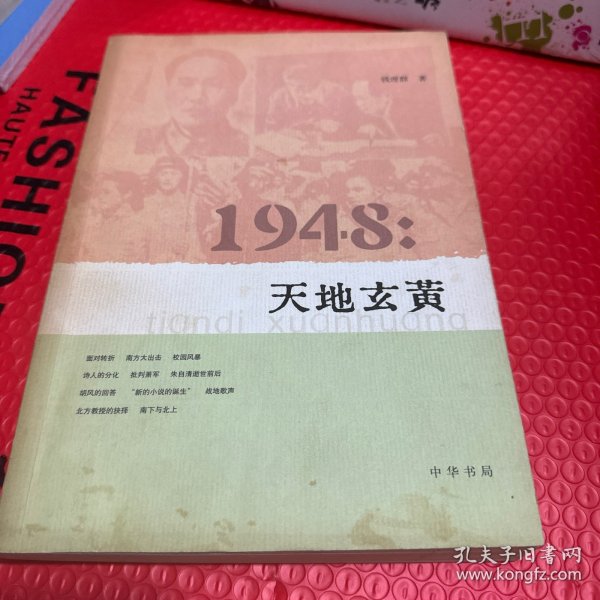 钱理群 著
1948:
天地玄黄
tiandi xuanhuang
面对转折 南方大出击 校园风暴
诗人的分化 批判萧军 朱自清逝世前后
胡风的回答 “新的小说的诞生” 战地歌声
北方教授的抉择 南下与北上
中华书局
FASHIO
HAUTE
孔夫子旧书网
www.kongfz.com